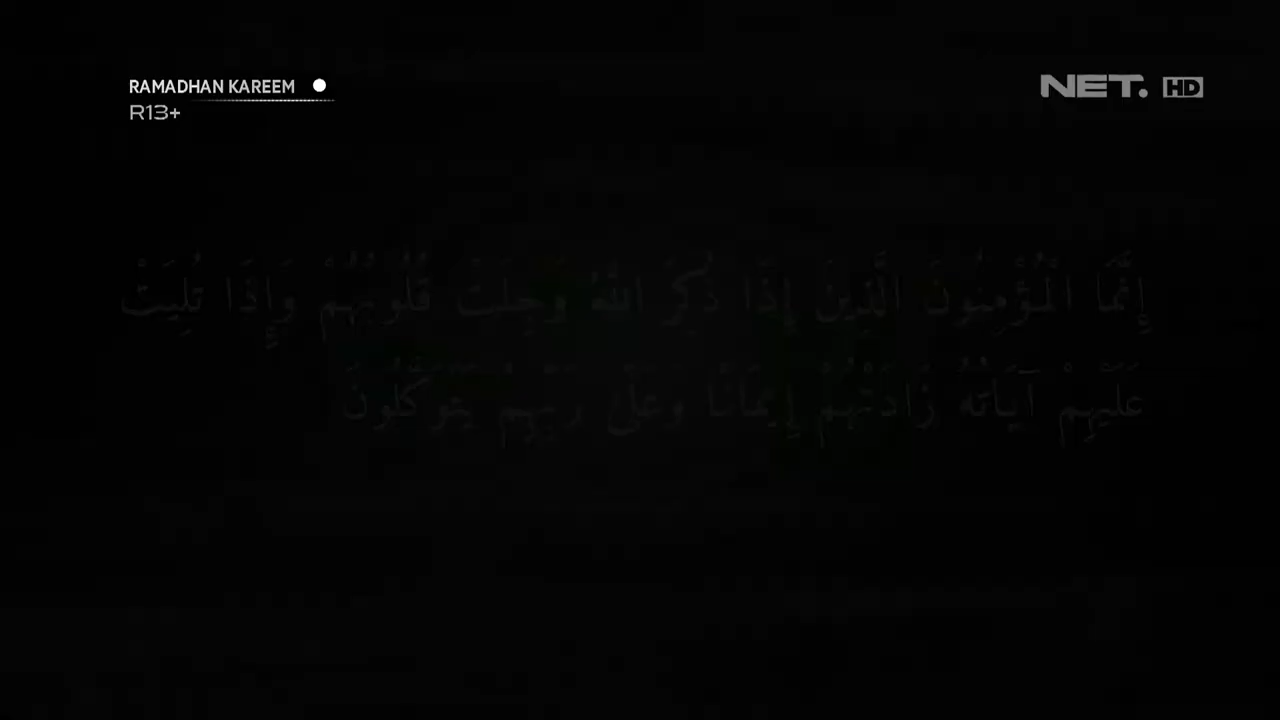 RAMADHAN KAREEM
R13+
NET. HD
إِنَّمَا الْمُؤْمِنُونَ الَّذِينَ إِذَا ذُكِرَ اللَّهُ وَجِلَتْ قُلُوبُهُمْ وَإِذَا تُلِيَتْ
عَلَيْهِمْ آيَاتُهُ زَادَتْهُمْ إِيمَانًا وَعَلَىٰ رَبِّهِمْ يَتَوَكَّلُونَ